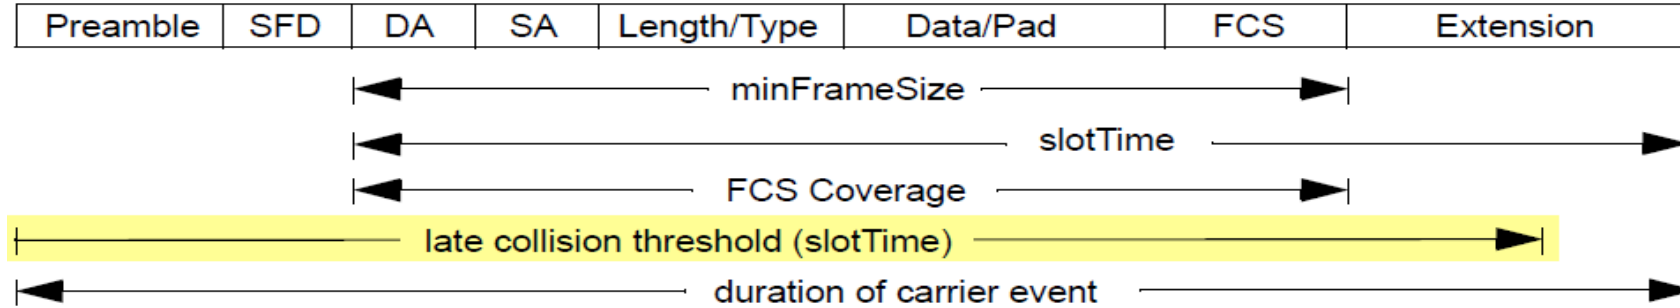 Preamble SFD DA SA Length/Type Data/Pad FCS Extension
minFrameSize
slotTime
FCS Coverage
late collision threshold (slotTime)
duration of carrier event